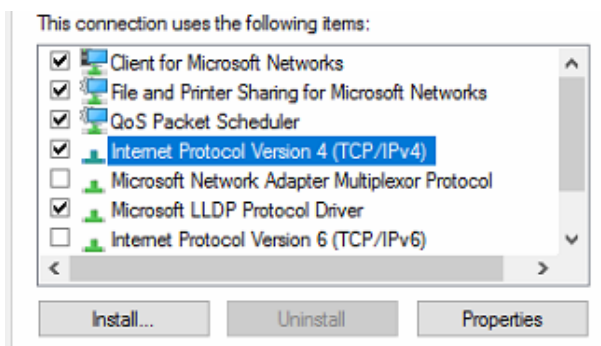 This connection uses the following items:
Client for Microsoft Networks
File and Printer Sharing for Microsoft Networks
QoS Packet Scheduler
Internet Protocol Version 4 (TCP/IPv4)
Microsoft Network Adapter Multiplexor Protocol
Microsoft LLDP Protocol Driver
Internet Protocol Version 6 (TCP/IPv6)
Install... Uninstall Properties